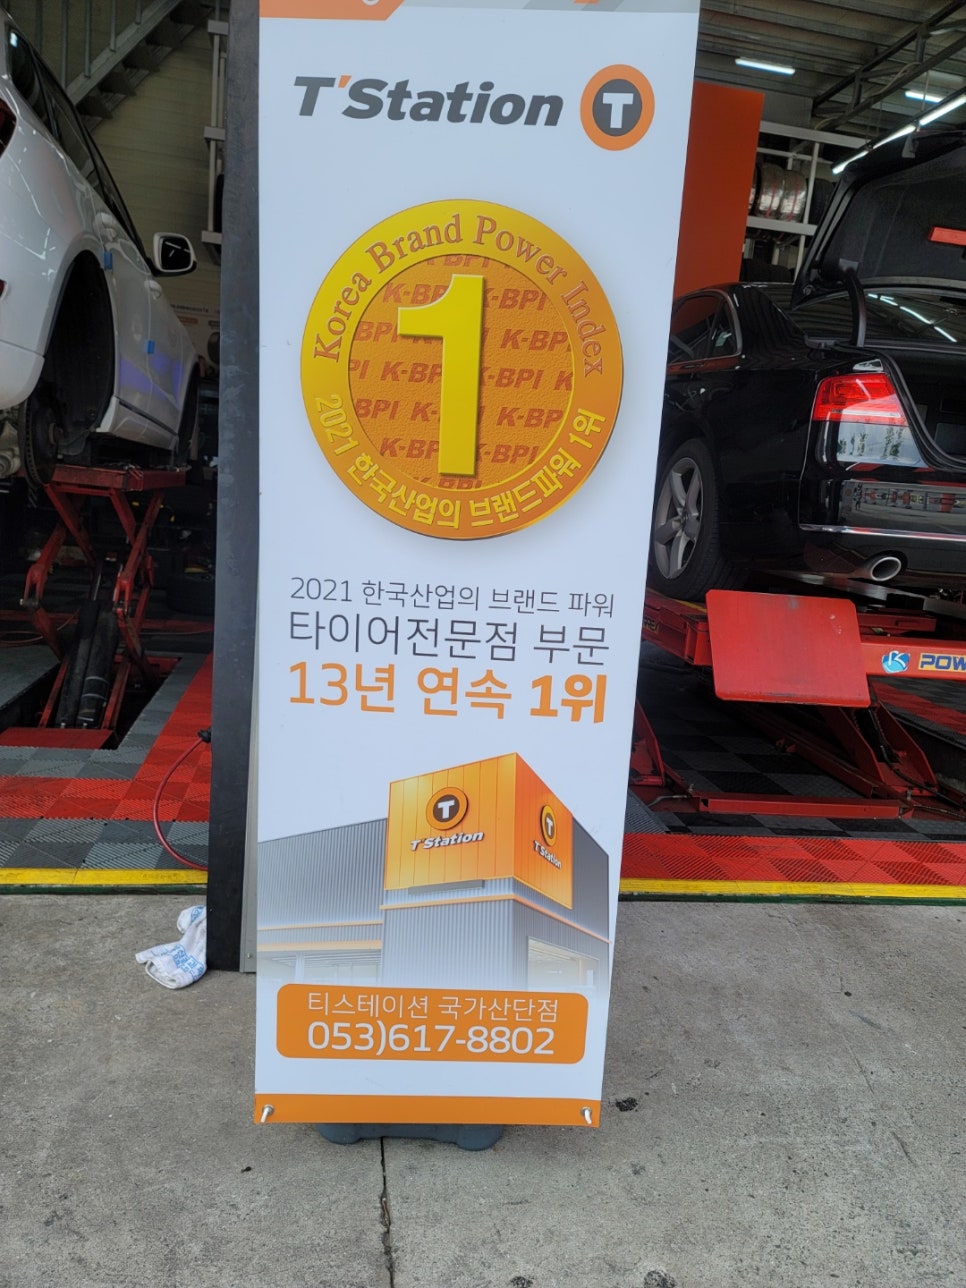 T'Station T
Korea Brand Power Index
K-BPI
1
2021 한국산업의 브랜드파워 1위
2021 한국산업의 브랜드 파워
타이어전문점 부문
13년 연속 1위
T
T'Station
T
T'Station
티스테이션 국가산단점
053)617-8802